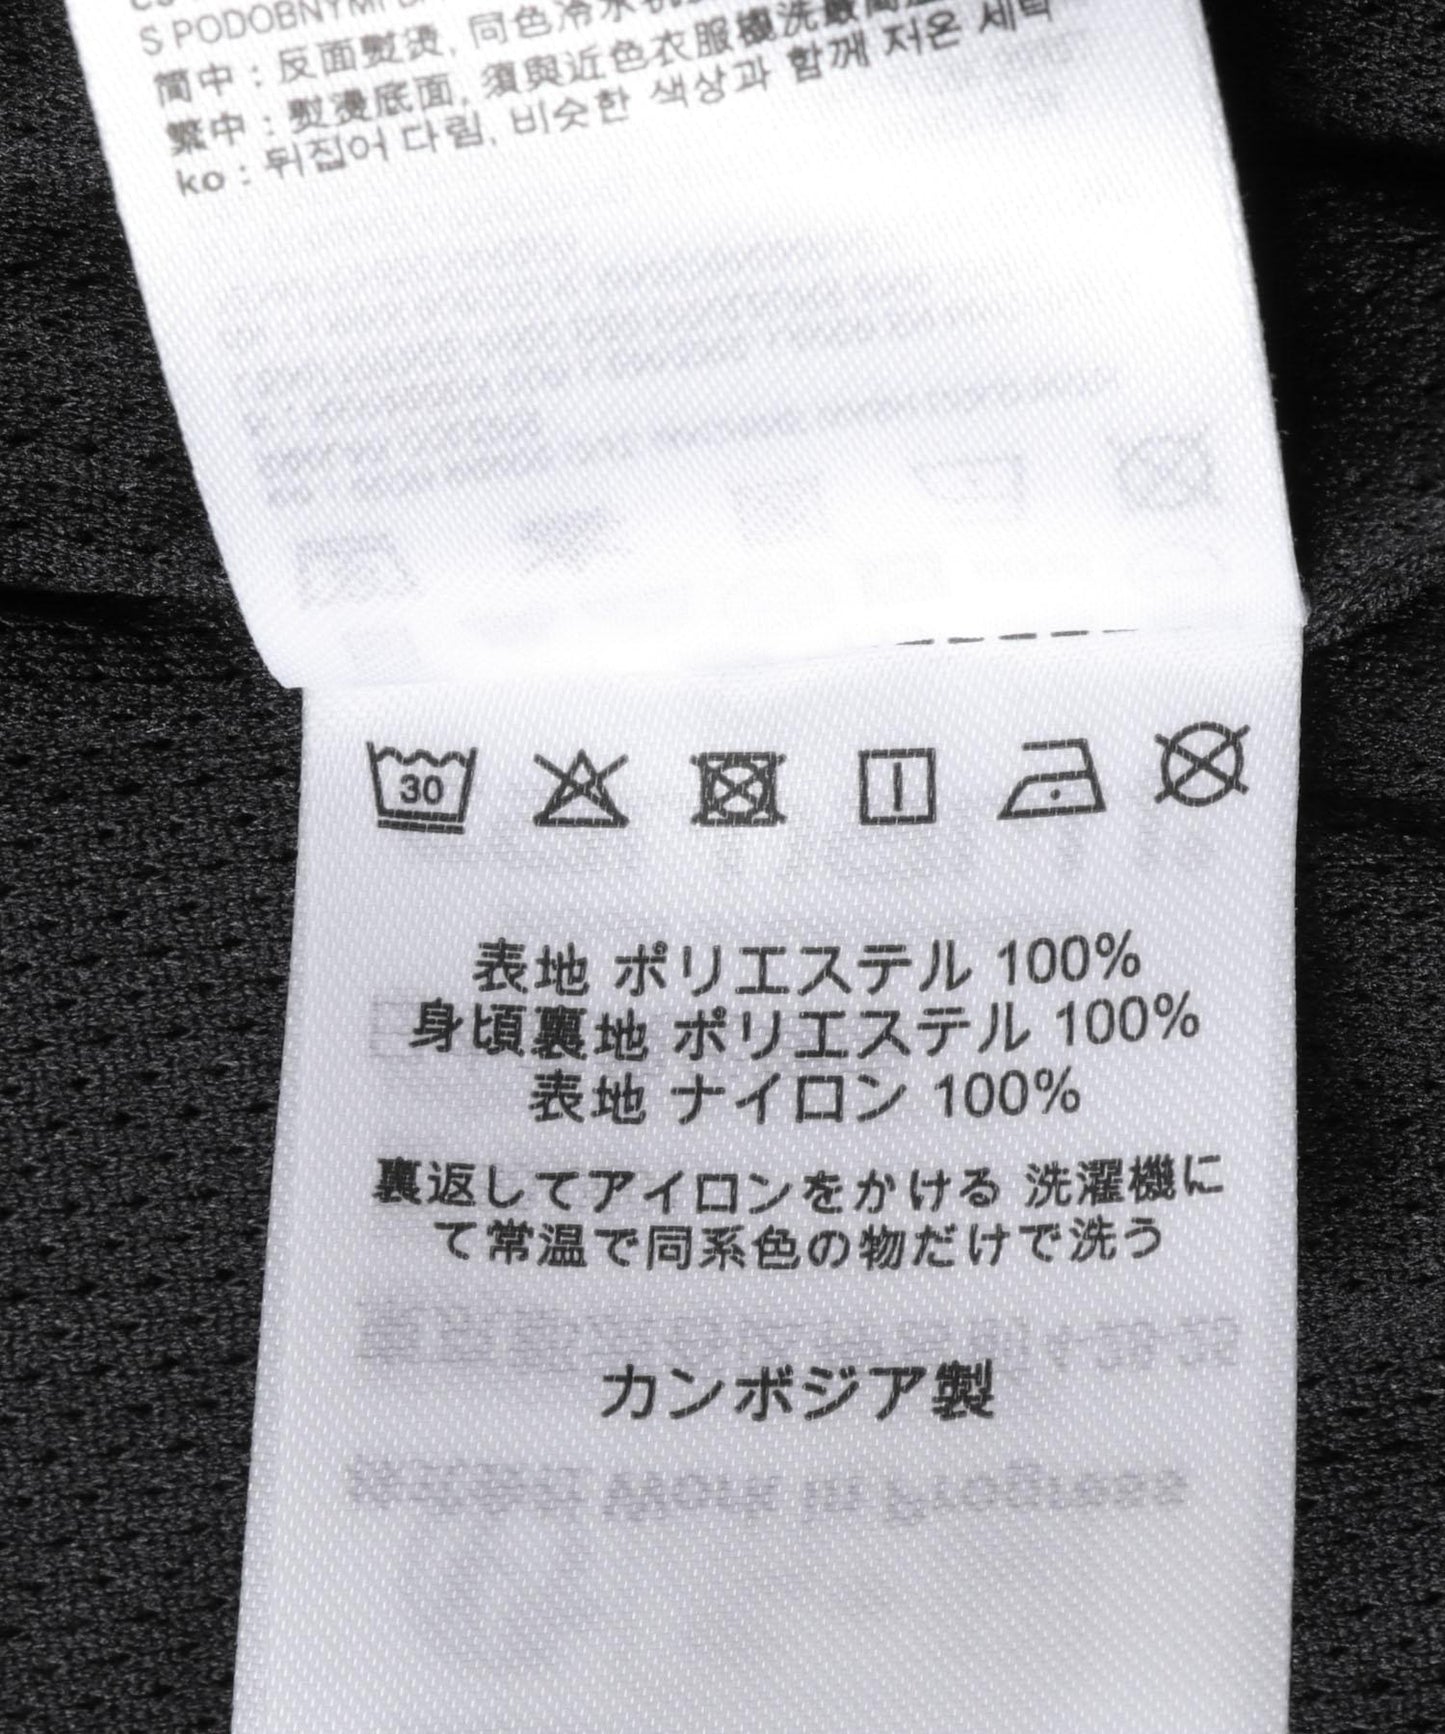 S PODOBNÝMI
简中 : 反面熨烫, 同色冷水机
繁中 : 熨燙底面, 須與近色衣服機洗最高溫
ko : 뒤집어 다림, 비슷한 색상과 함께 저온 세탁
30
表地 ポリエステル 100%
身頃裏地 ポリエステル 100%
表地 ナイロン 100%
裏返してアイロンをかける 洗濯機に
て常温で同系色の物だけで洗う
カンボジア製